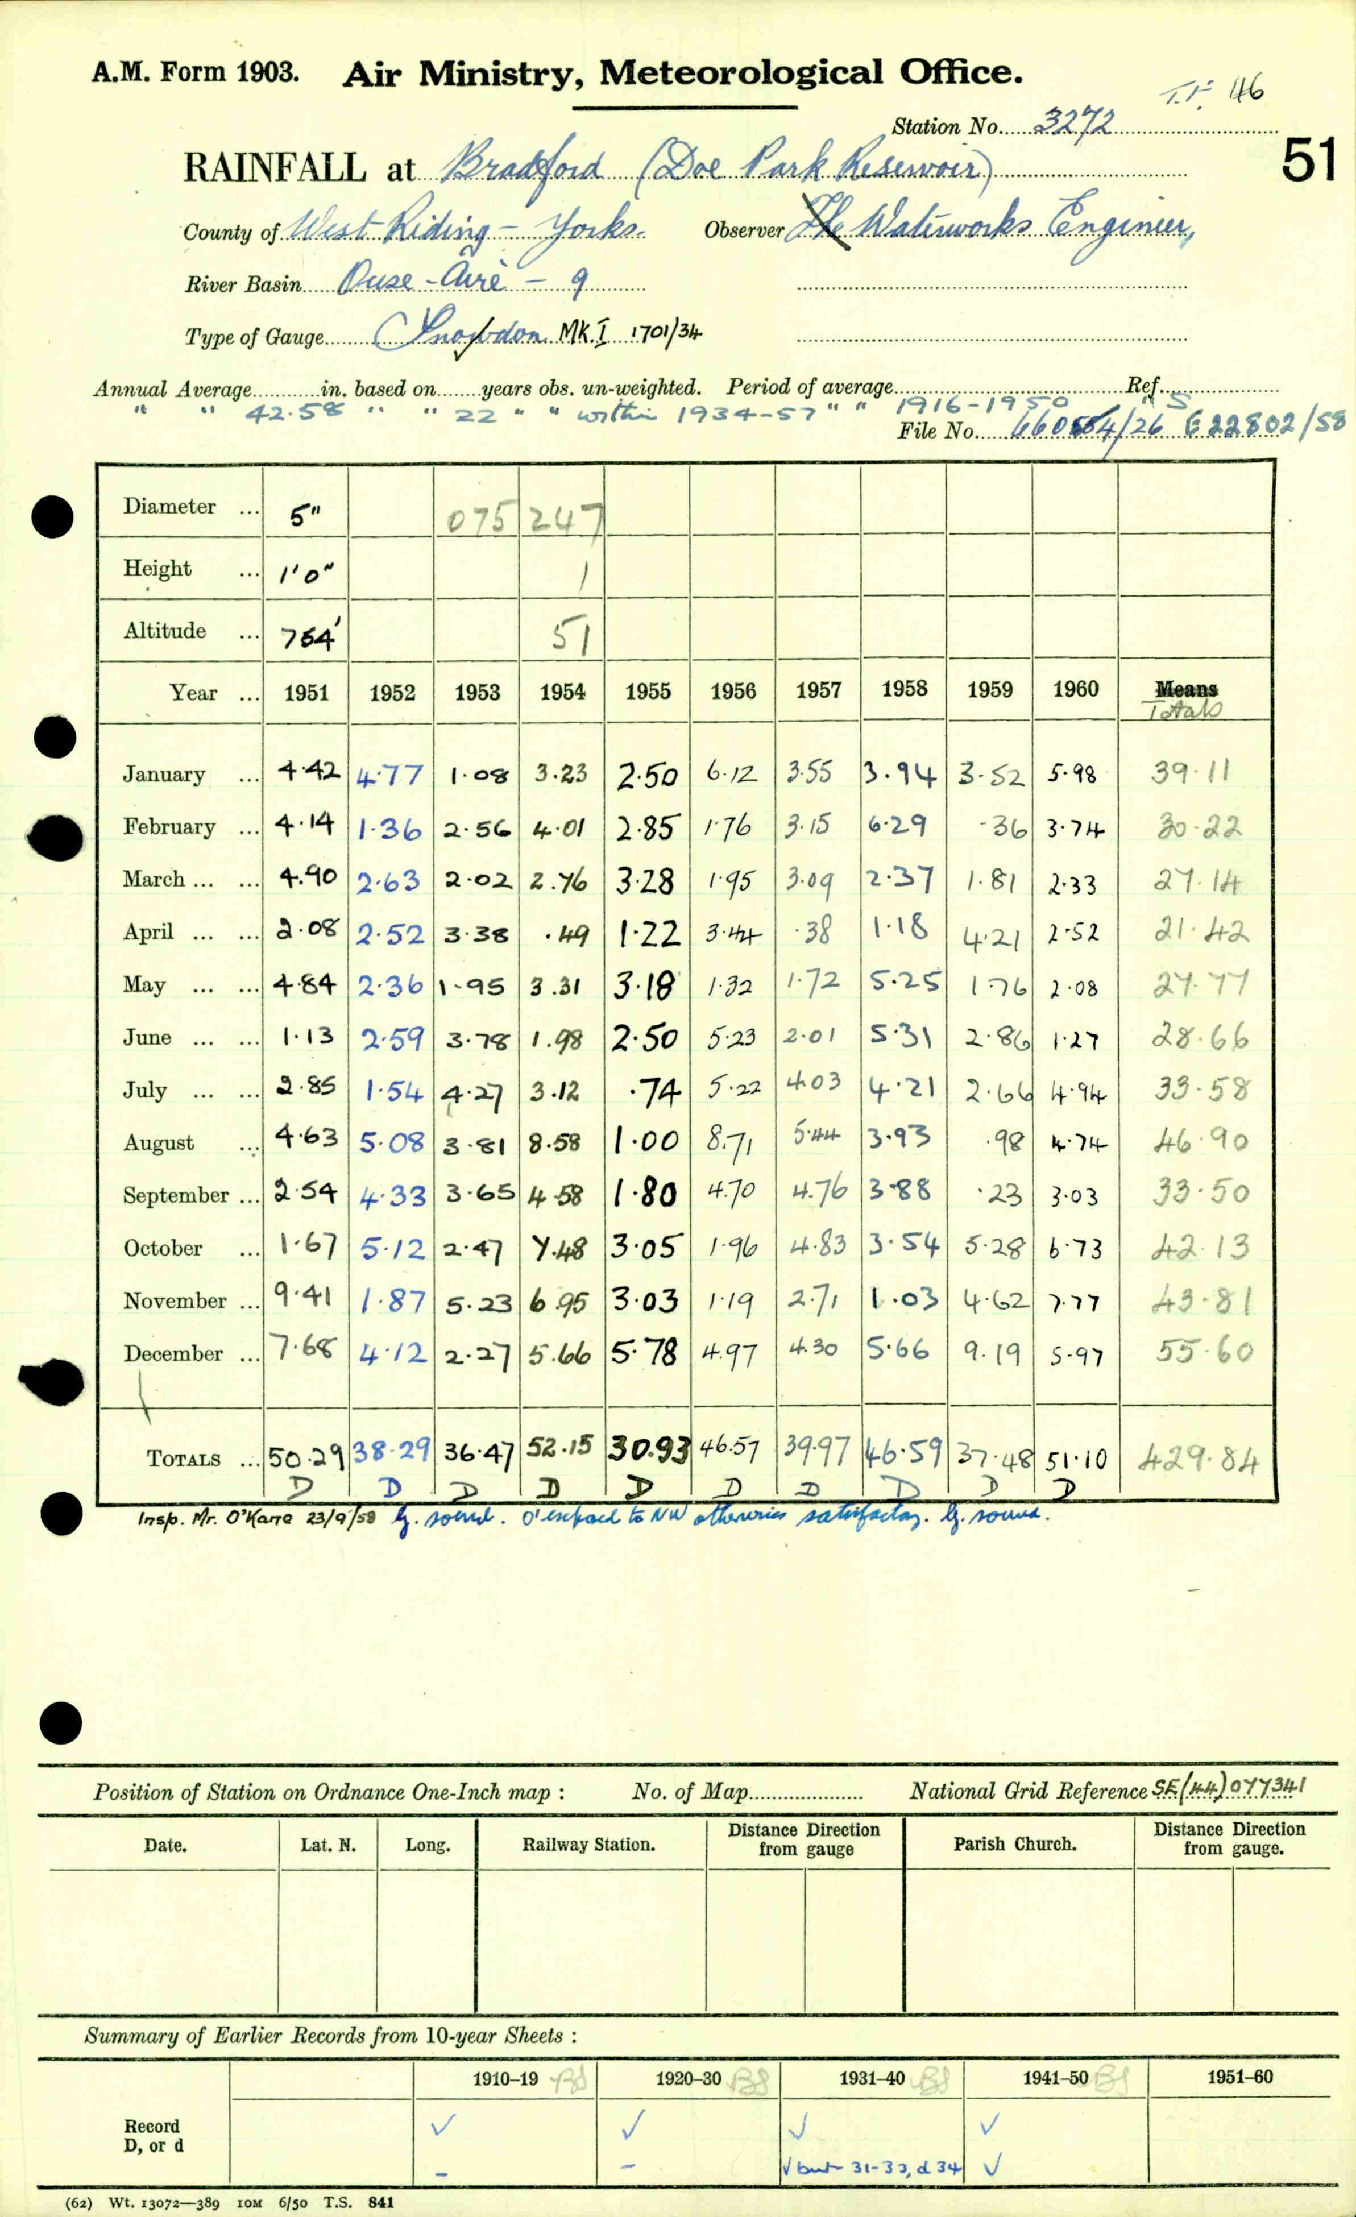 A.M. Form 1903. Air Ministry, Meteorological Office.
T.F. 46
Station No. 3272
51
RAINFALL at Bradford (Doe Park Reservoir)
County of West Riding - Yorks. Observer The Waterworks Engineer,
River Basin Ouse - Aire - 9
Type of Gauge Snowdon MK.I 1701/34
Annual Average in. based on years obs. un-weighted. Period of average Ref.
" " 42.58 " " 22 " " within 1934-57 " " 1916-1950 " S
File No. /26 622802/58
Diameter ... 5" 075 247
Height ... 1'0" 1
Altitude ... 764' 51
Year ... 1951 1952 1953 1954 1955 1956 1957 1958 1959 1960 Means
Totals
January ... 4.42 4.77 1.08 3.23 2.50 6.12 3.55 3.94 3.52 5.98 39.11
February ... 4.14 1.36 2.56 4.01 2.85 1.76 3.15 6.29 .36 3.74 30.22
March ... ... 4.90 2.63 2.02 2.76 3.28 1.95 3.09 2.37 1.81 2.33 27.14
April ... ... 2.08 2.52 3.38 .49 1.22 3.44 .38 1.18 4.21 2.52 21.42
May ... ... 4.84 2.36 1.95 3.31 3.18 1.32 1.72 5.25 1.76 2.08 27.77
June ... ... 1.13 2.59 3.78 1.98 2.50 5.23 2.01 5.31 2.86 1.27 28.66
July ... ... 2.85 1.54 4.27 3.12 .74 5.22 4.03 4.21 2.66 4.94 33.58
August ... 4.63 5.08 3.81 8.58 1.00 8.71 5.44 3.93 .98 4.74 46.90
September ... 2.54 4.33 3.65 4.58 1.80 4.70 4.76 3.88 .23 3.03 33.50
October ... 1.67 5.12 2.47 7.48 3.05 1.96 4.83 3.54 5.28 6.73 42.13
November ... 9.41 1.87 5.23 6.95 3.03 1.19 2.71 1.03 4.62 7.77 43.81
December ... 7.68 4.12 2.27 5.66 5.78 4.97 4.30 5.66 9.19 5.97 55.60
TOTALS ... 50.29 38.29 36.47 52.15 30.93 46.57 39.97 46.59 37.48 51.10 429.84
D D D D D D D D D D
Insp. Mr. O'Kane 23/9/58 G. sound. to NW otherwise satisfactory. G. sound.
Position of Station on Ordnance One-Inch map : No. of Map National Grid Reference SE(44)077341
Date. Lat. N. Long. Railway Station. Distance Direction from gauge Parish Church. Distance Direction from gauge.
Summary of Earlier Records from 10-year Sheets :
1910–19 BS 1920–30 BS 1931–40 BS 1941–50 BS 1951–60
Record ✓ ✓ ✓ ✓
D, or d - - ✓ but 31-33, d 34 ✓
(62) Wt. 13072—389 10M 6/50 T.S. 841